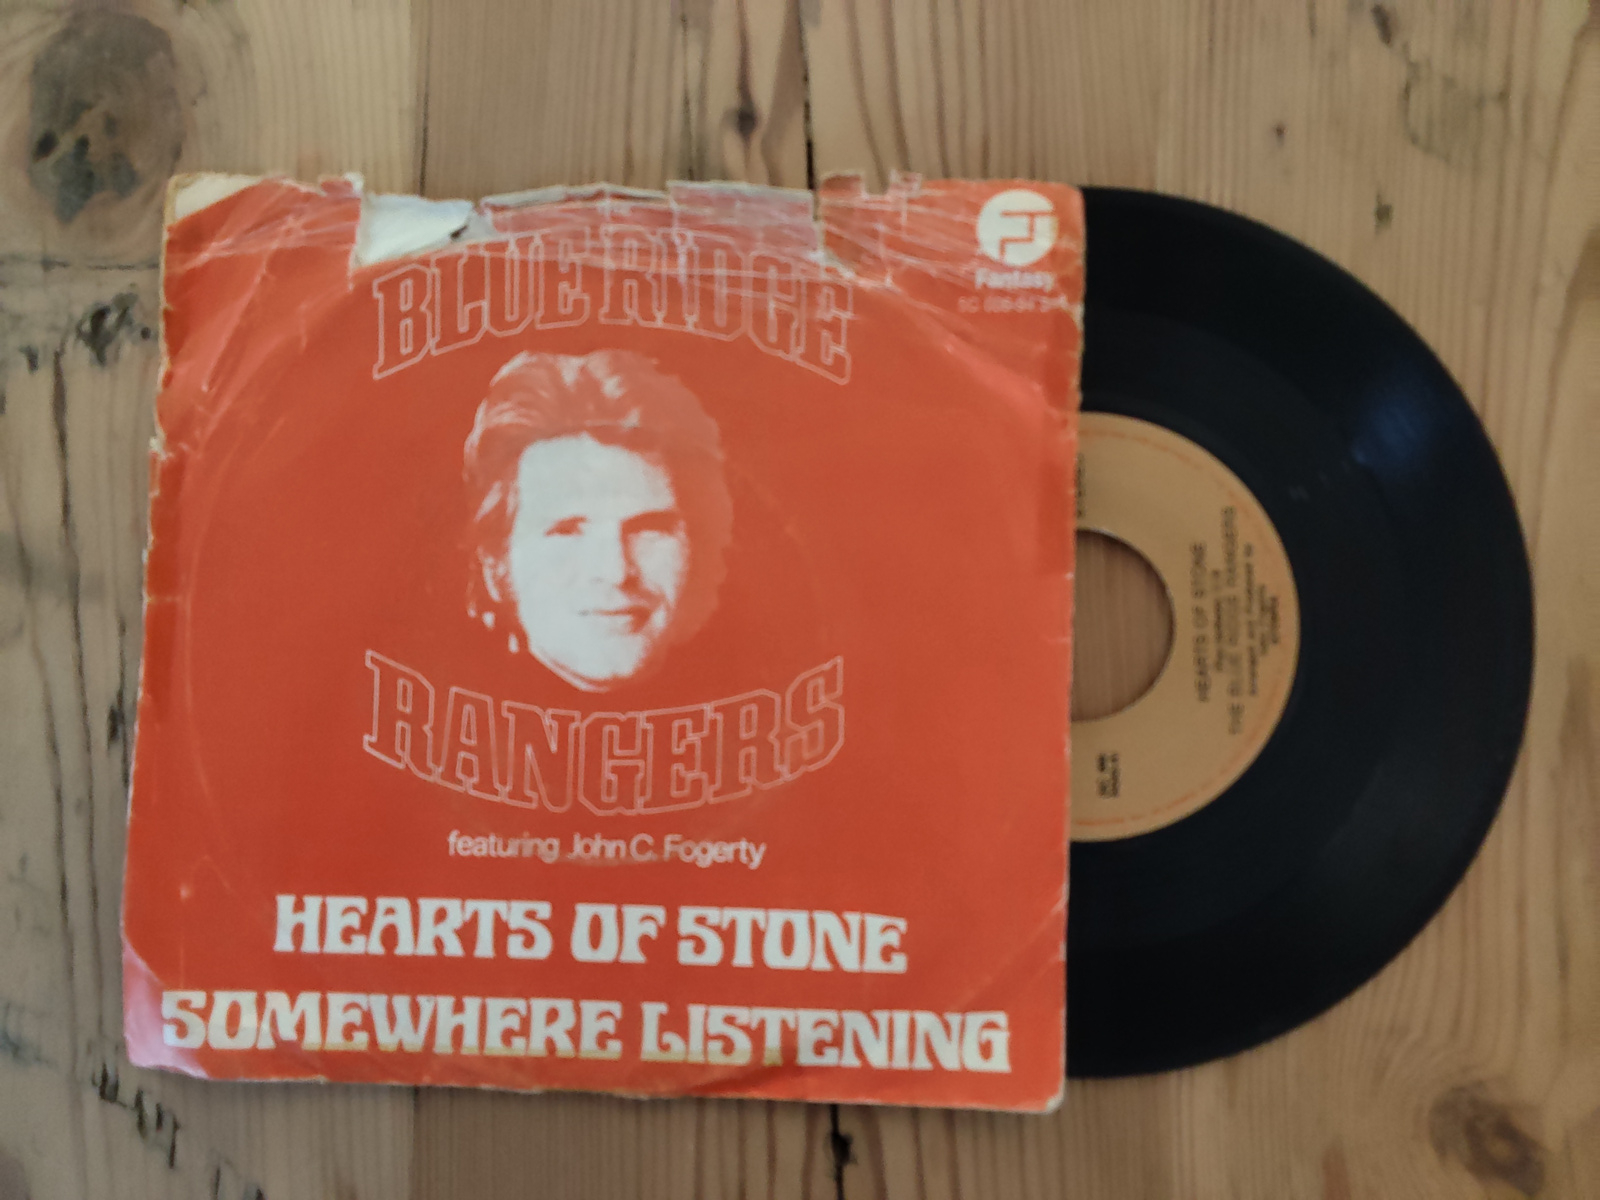 BLUE RIDGE
Fantasy
RANGERS
featuring John C. Fogerty
HEARTS OF STONE
SOMEWHERE LISTENING
HEARTS OF STONE
THE BLUE RIDGE RANGERS